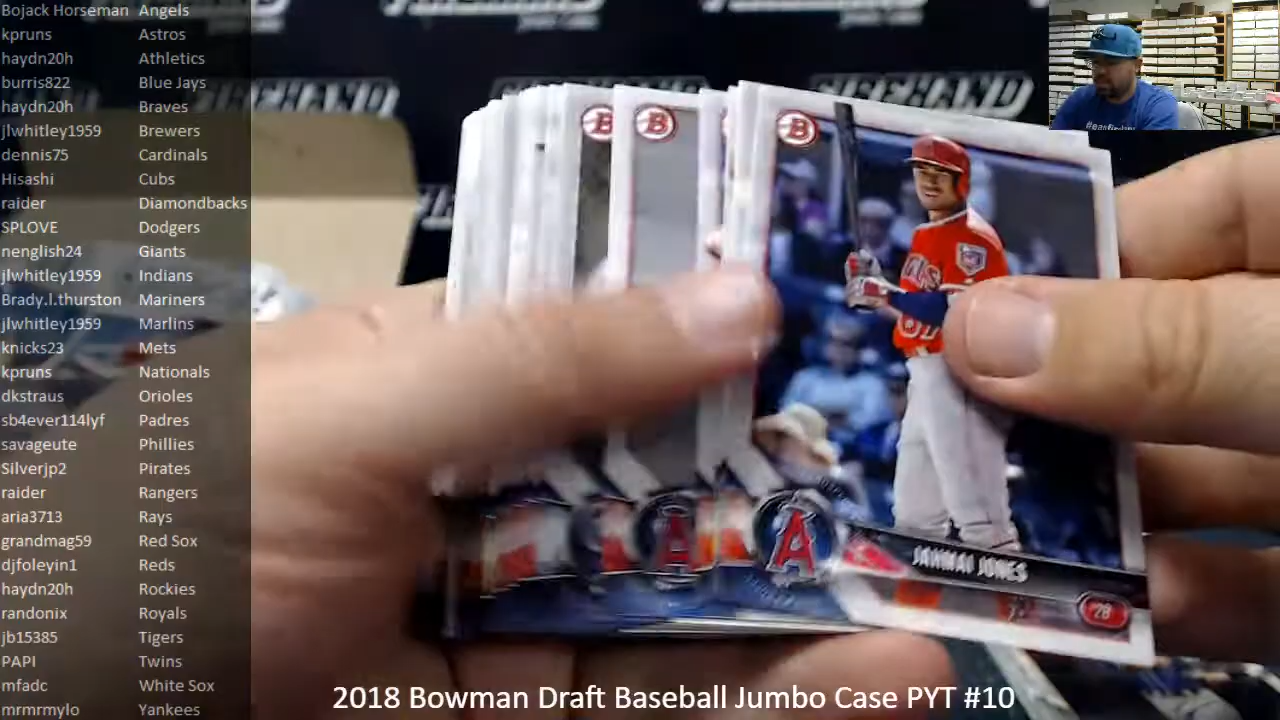 Bojack Horseman Angels
kpruns Astros
haydn20h Athletics
burris822 Blue Jays
haydn20h Braves
jlwhitley1959 Brewers
dennis75 Cardinals
Hisashi Cubs
raider Diamondbacks
SPLOVE Dodgers
nenglish24 Giants
jlwhitley1959 Indians
Brady.l.thurston Mariners
jlwhitley1959 Marlins
knicks23 Mets
kpruns Nationals
dkstraus Orioles
sb4ever114lyf Padres
savageute Phillies
Silverjp2 Pirates
raider Rangers
aria3713 Rays
grandmag59 Red Sox
djfoleyin1 Reds
haydn20h Rockies
randonix Royals
jb15385 Tigers
PAPI Twins
mfadc White Sox
mrmrmylo Yankees
B B B
A A
JAHMAI JONES
28
2018 Bowman Draft Baseball Jumbo Case PYT #10